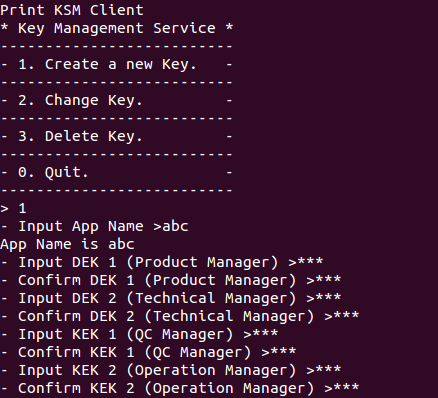 Print KSM Client
* Key Management Service *
--------------------------
- 1. Create a new Key.   -
--------------------------
- 2. Change Key.         -
--------------------------
- 3. Delete Key.         -
--------------------------
- 0. Quit.               -
--------------------------
> 1
- Input App Name >abc
App Name is abc
- Input DEK 1 (Product Manager) >***
- Confirm DEK 1 (Product Manager) >***
- Input DEK 2 (Technical Manager) >***
- Confirm DEK 2 (Technical Manager) >***
- Input KEK 1 (QC Manager) >***
- Confirm KEK 1 (QC Manager) >***
- Input KEK 2 (Operation Manager) >***
- Confirm KEK 2 (Operation Manager) >***